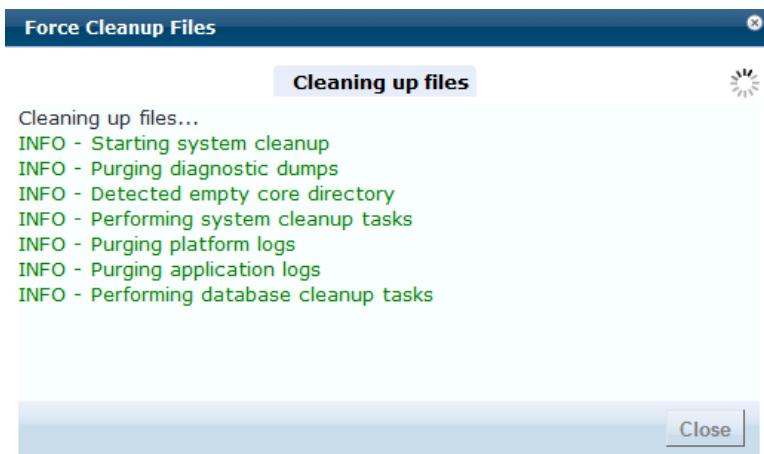 Force Cleanup Files
Cleaning up files
Cleaning up files...
INFO - Starting system cleanup
INFO - Purging diagnostic dumps
INFO - Detected empty core directory
INFO - Performing system cleanup tasks
INFO - Purging platform logs
INFO - Purging application logs
INFO - Performing database cleanup tasks
Close